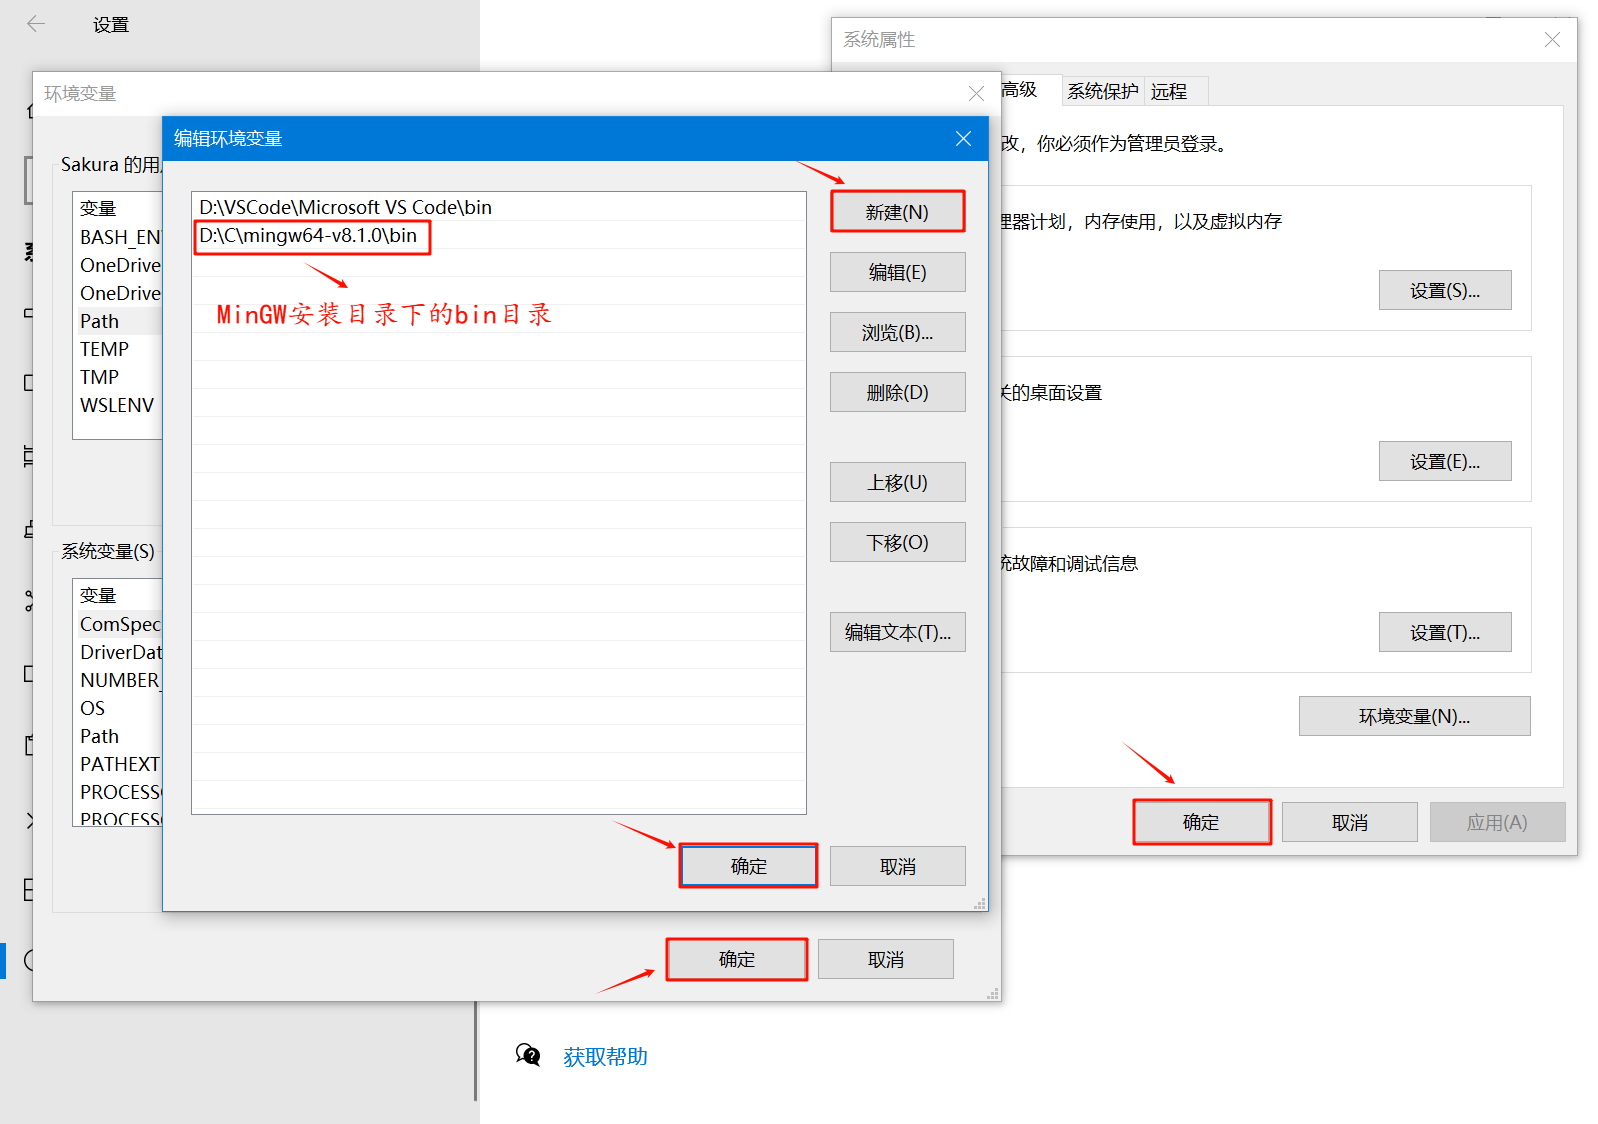 设置
系统属性
高级
系统保护
远程
改，你必须作为管理员登录。
理器计划，内存使用，以及虚拟内存
设置(S)...
关的桌面设置
设置(E)...
统故障和调试信息
设置(T)...
环境变量(N)...
确定
取消
应用(A)
环境变量
Sakura 的用
变量
BASH_EN
OneDrive
OneDrive
Path
TEMP
TMP
WSLENV
系统变量(S)
变量
ComSpec
DriverDat
NUMBER_
OS
Path
PATHEXT
PROCESSO
PROCESSO
确定
取消
编辑环境变量
D:\VSCode\Microsoft VS Code\bin
D:\C\mingw64-v8.1.0\bin
MinGW安装目录下的bin目录
新建(N)
编辑(E)
浏览(B)...
删除(D)
上移(U)
下移(O)
编辑文本(T)...
确定
取消
获取帮助